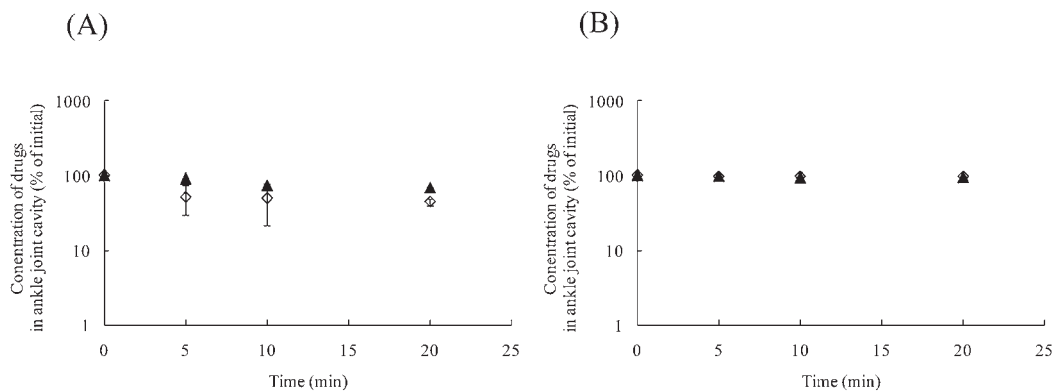 (A)
Conentration of drugs
in ankle joint cavity (% of initial)
1000
100
10
1
0
5
10
15
20
25
Time (min)
(B)
Conentration of drugs
in ankle joint cavity (% of initial)
1000
100
10
1
0
5
10
15
20
25
Time (min)